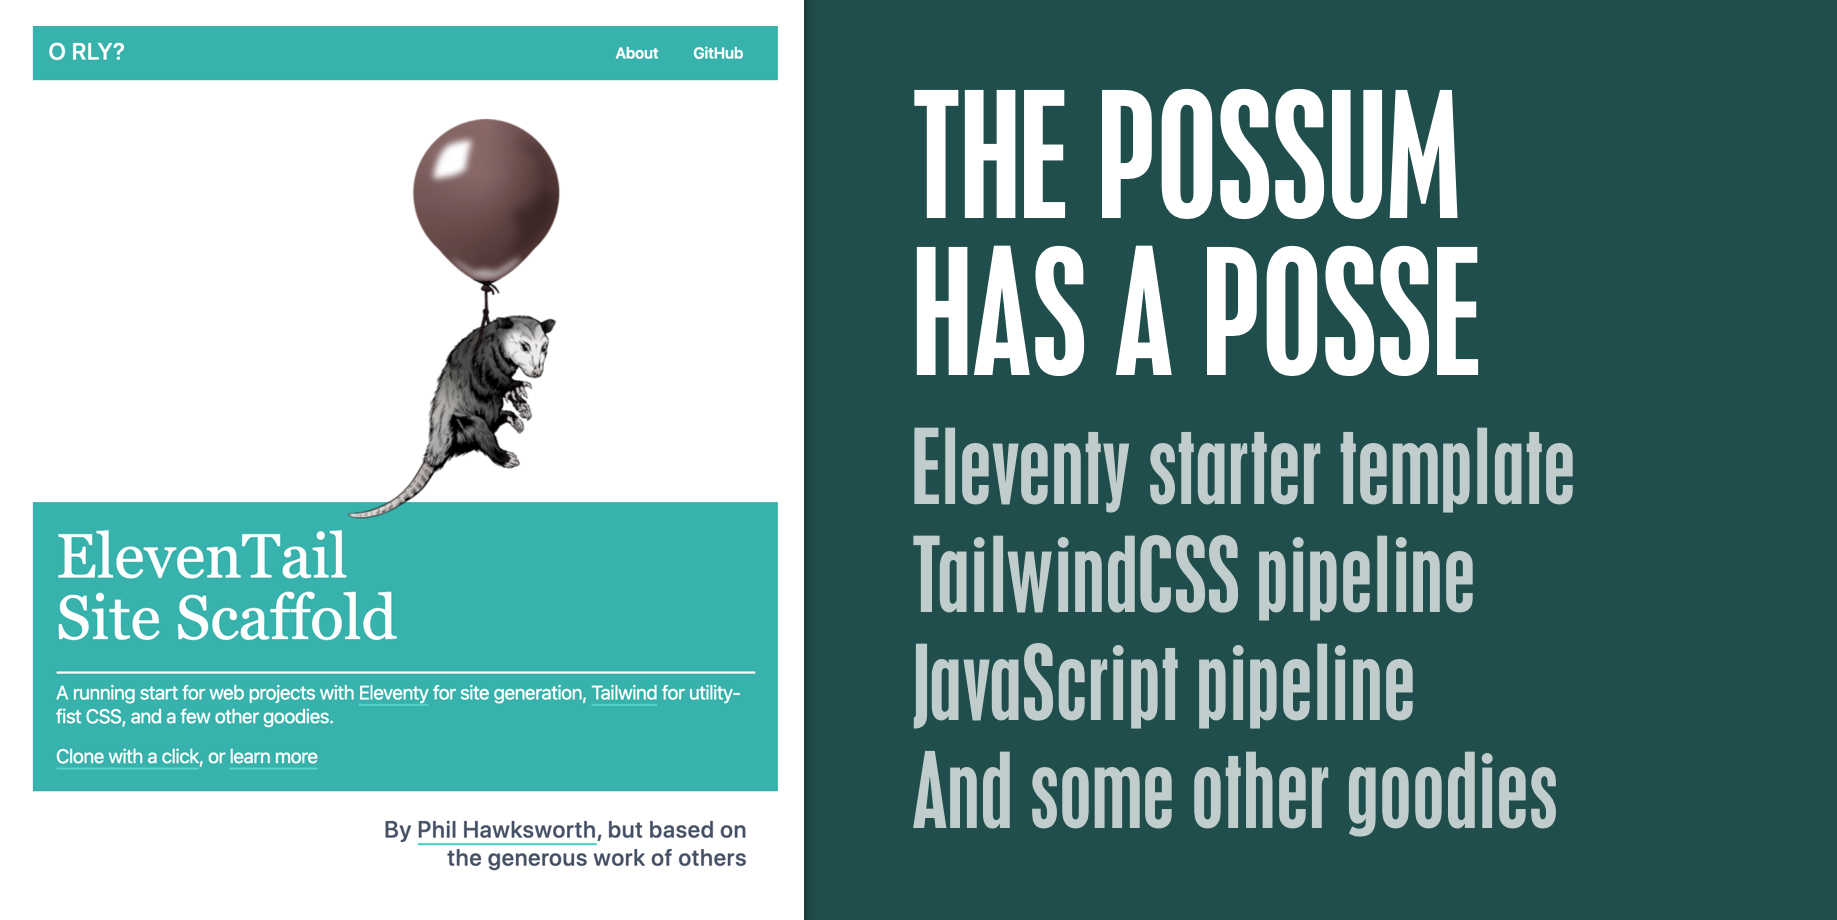 O RLY?
About GitHub
ElevenTail
Site Scaffold
A running start for web projects with Eleventy for site generation, Tailwind for utility-
fist CSS, and a few other goodies.
Clone with a click, or learn more
By Phil Hawksworth, but based on
the generous work of others
THE POSSUM
HAS A POSSE
Eleventy starter template
TailwindCSS pipeline
JavaScript pipeline
And some other goodies